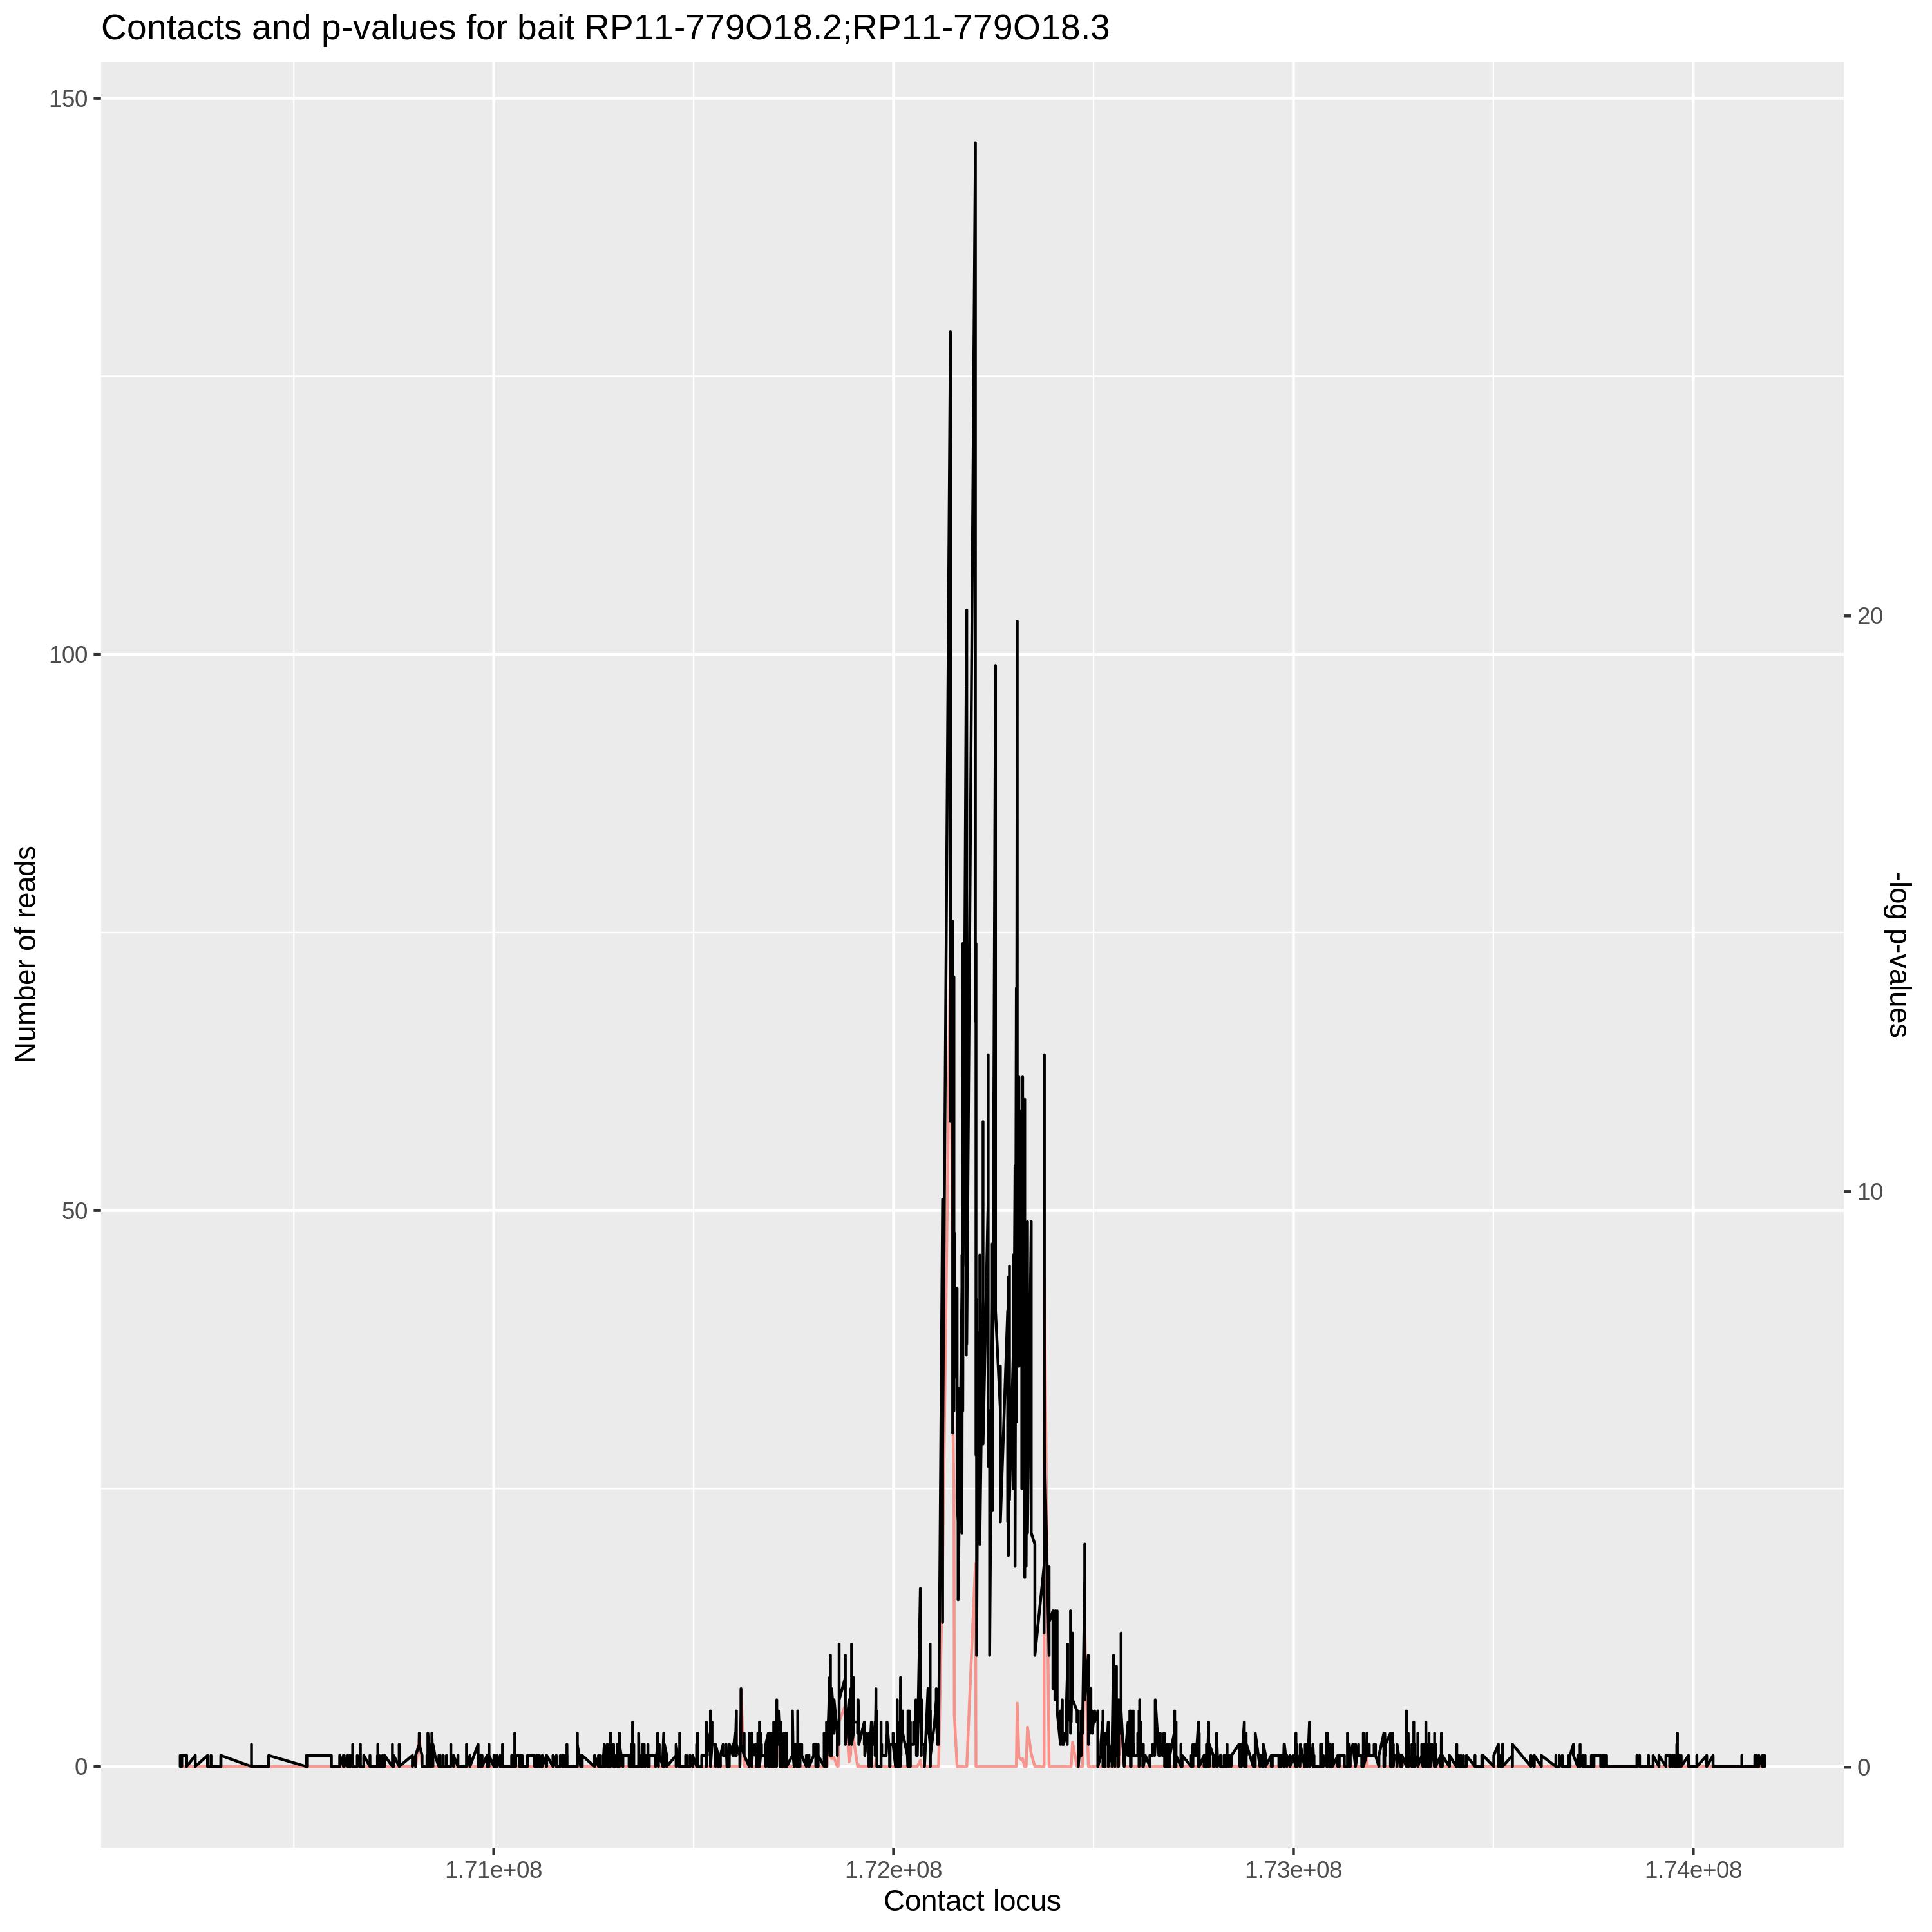 Contacts and p-values for bait RP11-779O18.2;RP11-779O18.3
150
100
50
0
Number of reads
20
10
0
-log p-values
1.71e+08 1.72e+08 1.73e+08 1.74e+08
Contact locus